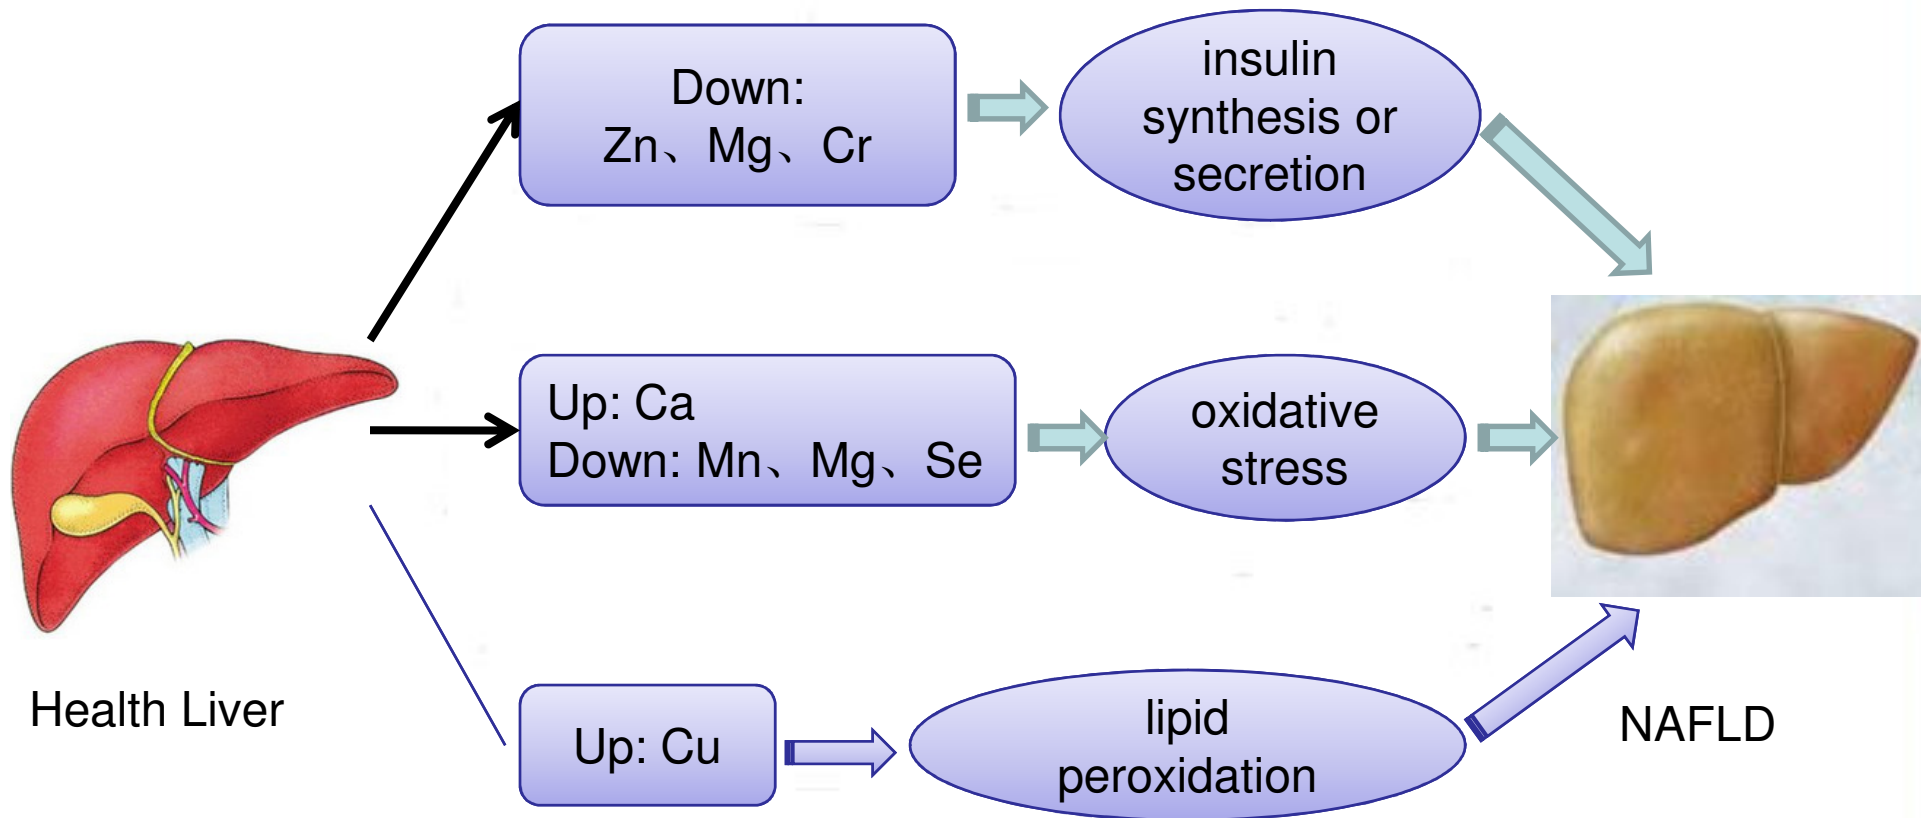 Down:
Zn、Mg、Cr
insulin
synthesis or
secretion
Up: Ca
Down: Mn、Mg、Se
oxidative
stress
Health Liver
Up: Cu
lipid
peroxidation
NAFLD